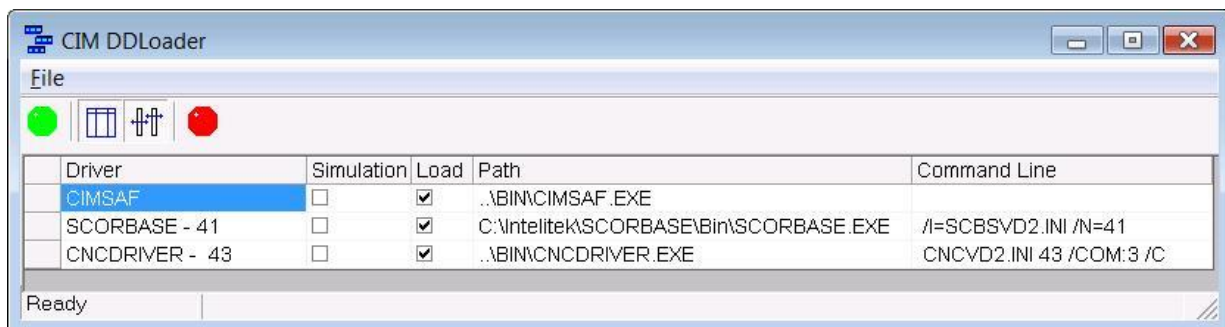 CIM DDLoader
File
Driver Simulation Load Path Command Line
CIMSAF ..\BIN\CIMSAF.EXE
SCORBASE - 41 C:\Intelitek\SCORBASE\Bin\SCORBASE.EXE /I=SCBSVD2.INI /N=41
CNCDRIVER - 43 ..\BIN\CNCDRIVER.EXE CNCVD2.INI 43 /COM:3 /C
Ready